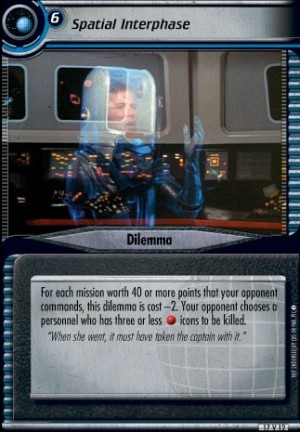 6 Spatial Interphase
Dilemma
For each mission worth 40 or more points that your opponent
commands, this dilemma is cost –2. Your opponent chooses a
personnel who has three or less icons to be killed.
"When she went, it must have taken the captain with it."
17 V 12